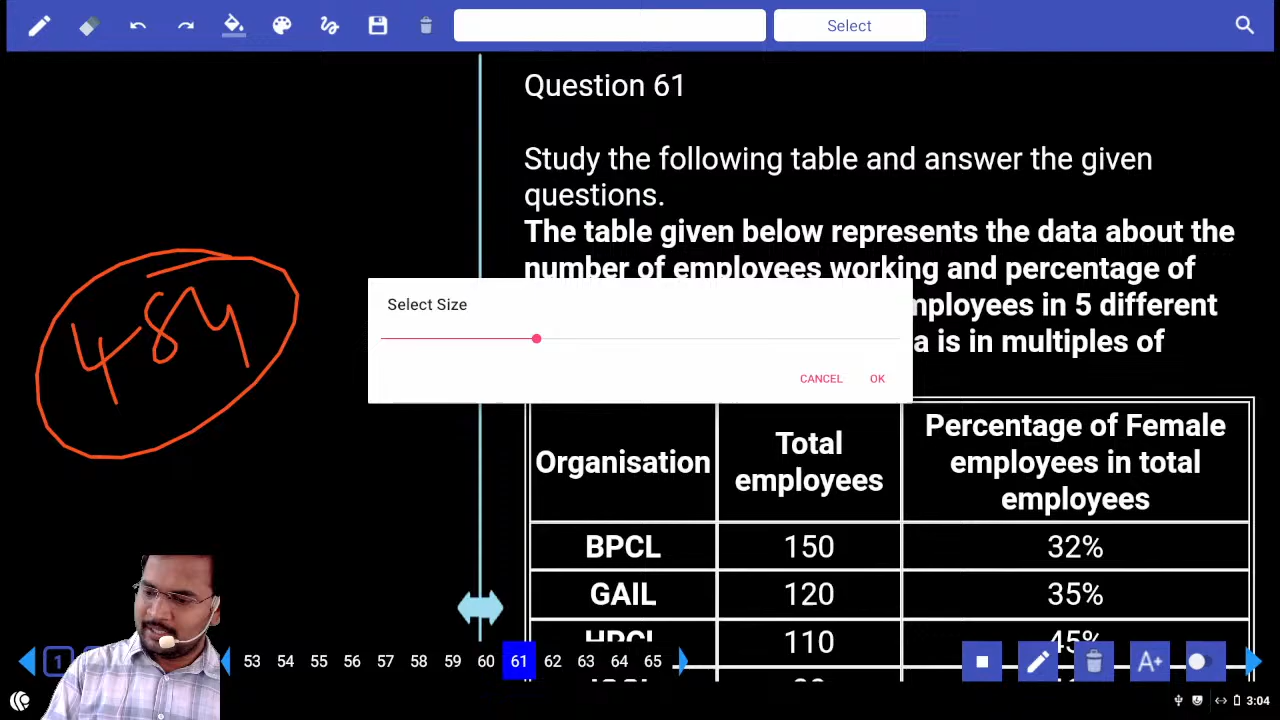 Select
Question 61
Study the following table and answer the given
questions.
The table given below represents the data about the
number of employees working and percentage of
mployees in 5 different
a is in multiples of
Select Size
CANCEL OK
484
Organisation Total employees Percentage of Female employees in total employees
BPCL 150 32%
GAIL 120 35%
HPCL 110 45%
1 53 54 55 56 57 58 59 60 61 62 63 64 65 A+
3:04